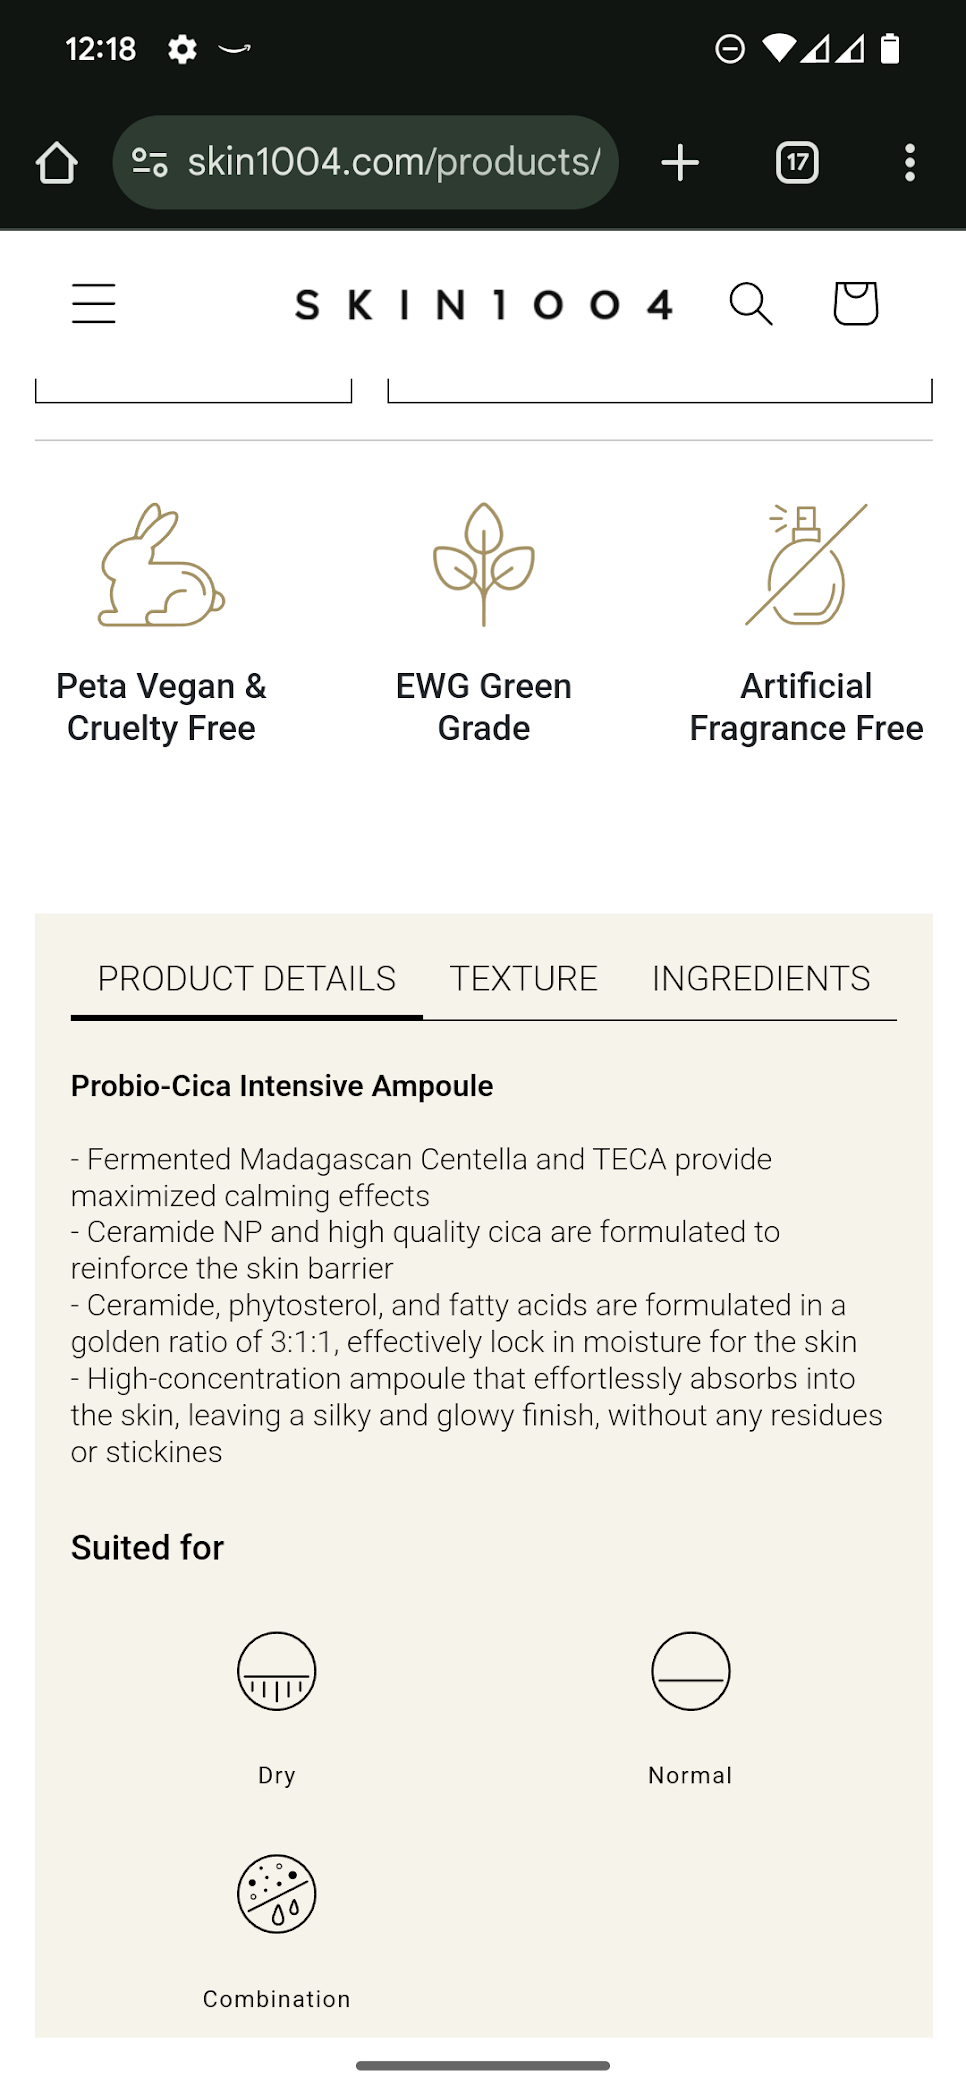 12:18
skin1004.com/products/
17
SKIN1004
Peta Vegan &
Cruelty Free
EWG Green
Grade
Artificial
Fragrance Free
PRODUCT DETAILS
TEXTURE
INGREDIENTS
Probio-Cica Intensive Ampoule
- Fermented Madagascan Centella and TECA provide
maximized calming effects
- Ceramide NP and high quality cica are formulated to
reinforce the skin barrier
- Ceramide, phytosterol, and fatty acids are formulated in a
golden ratio of 3:1:1, effectively lock in moisture for the skin
- High-concentration ampoule that effortlessly absorbs into
the skin, leaving a silky and glowy finish, without any residues
or stickines
Suited for
Dry
Normal
Combination